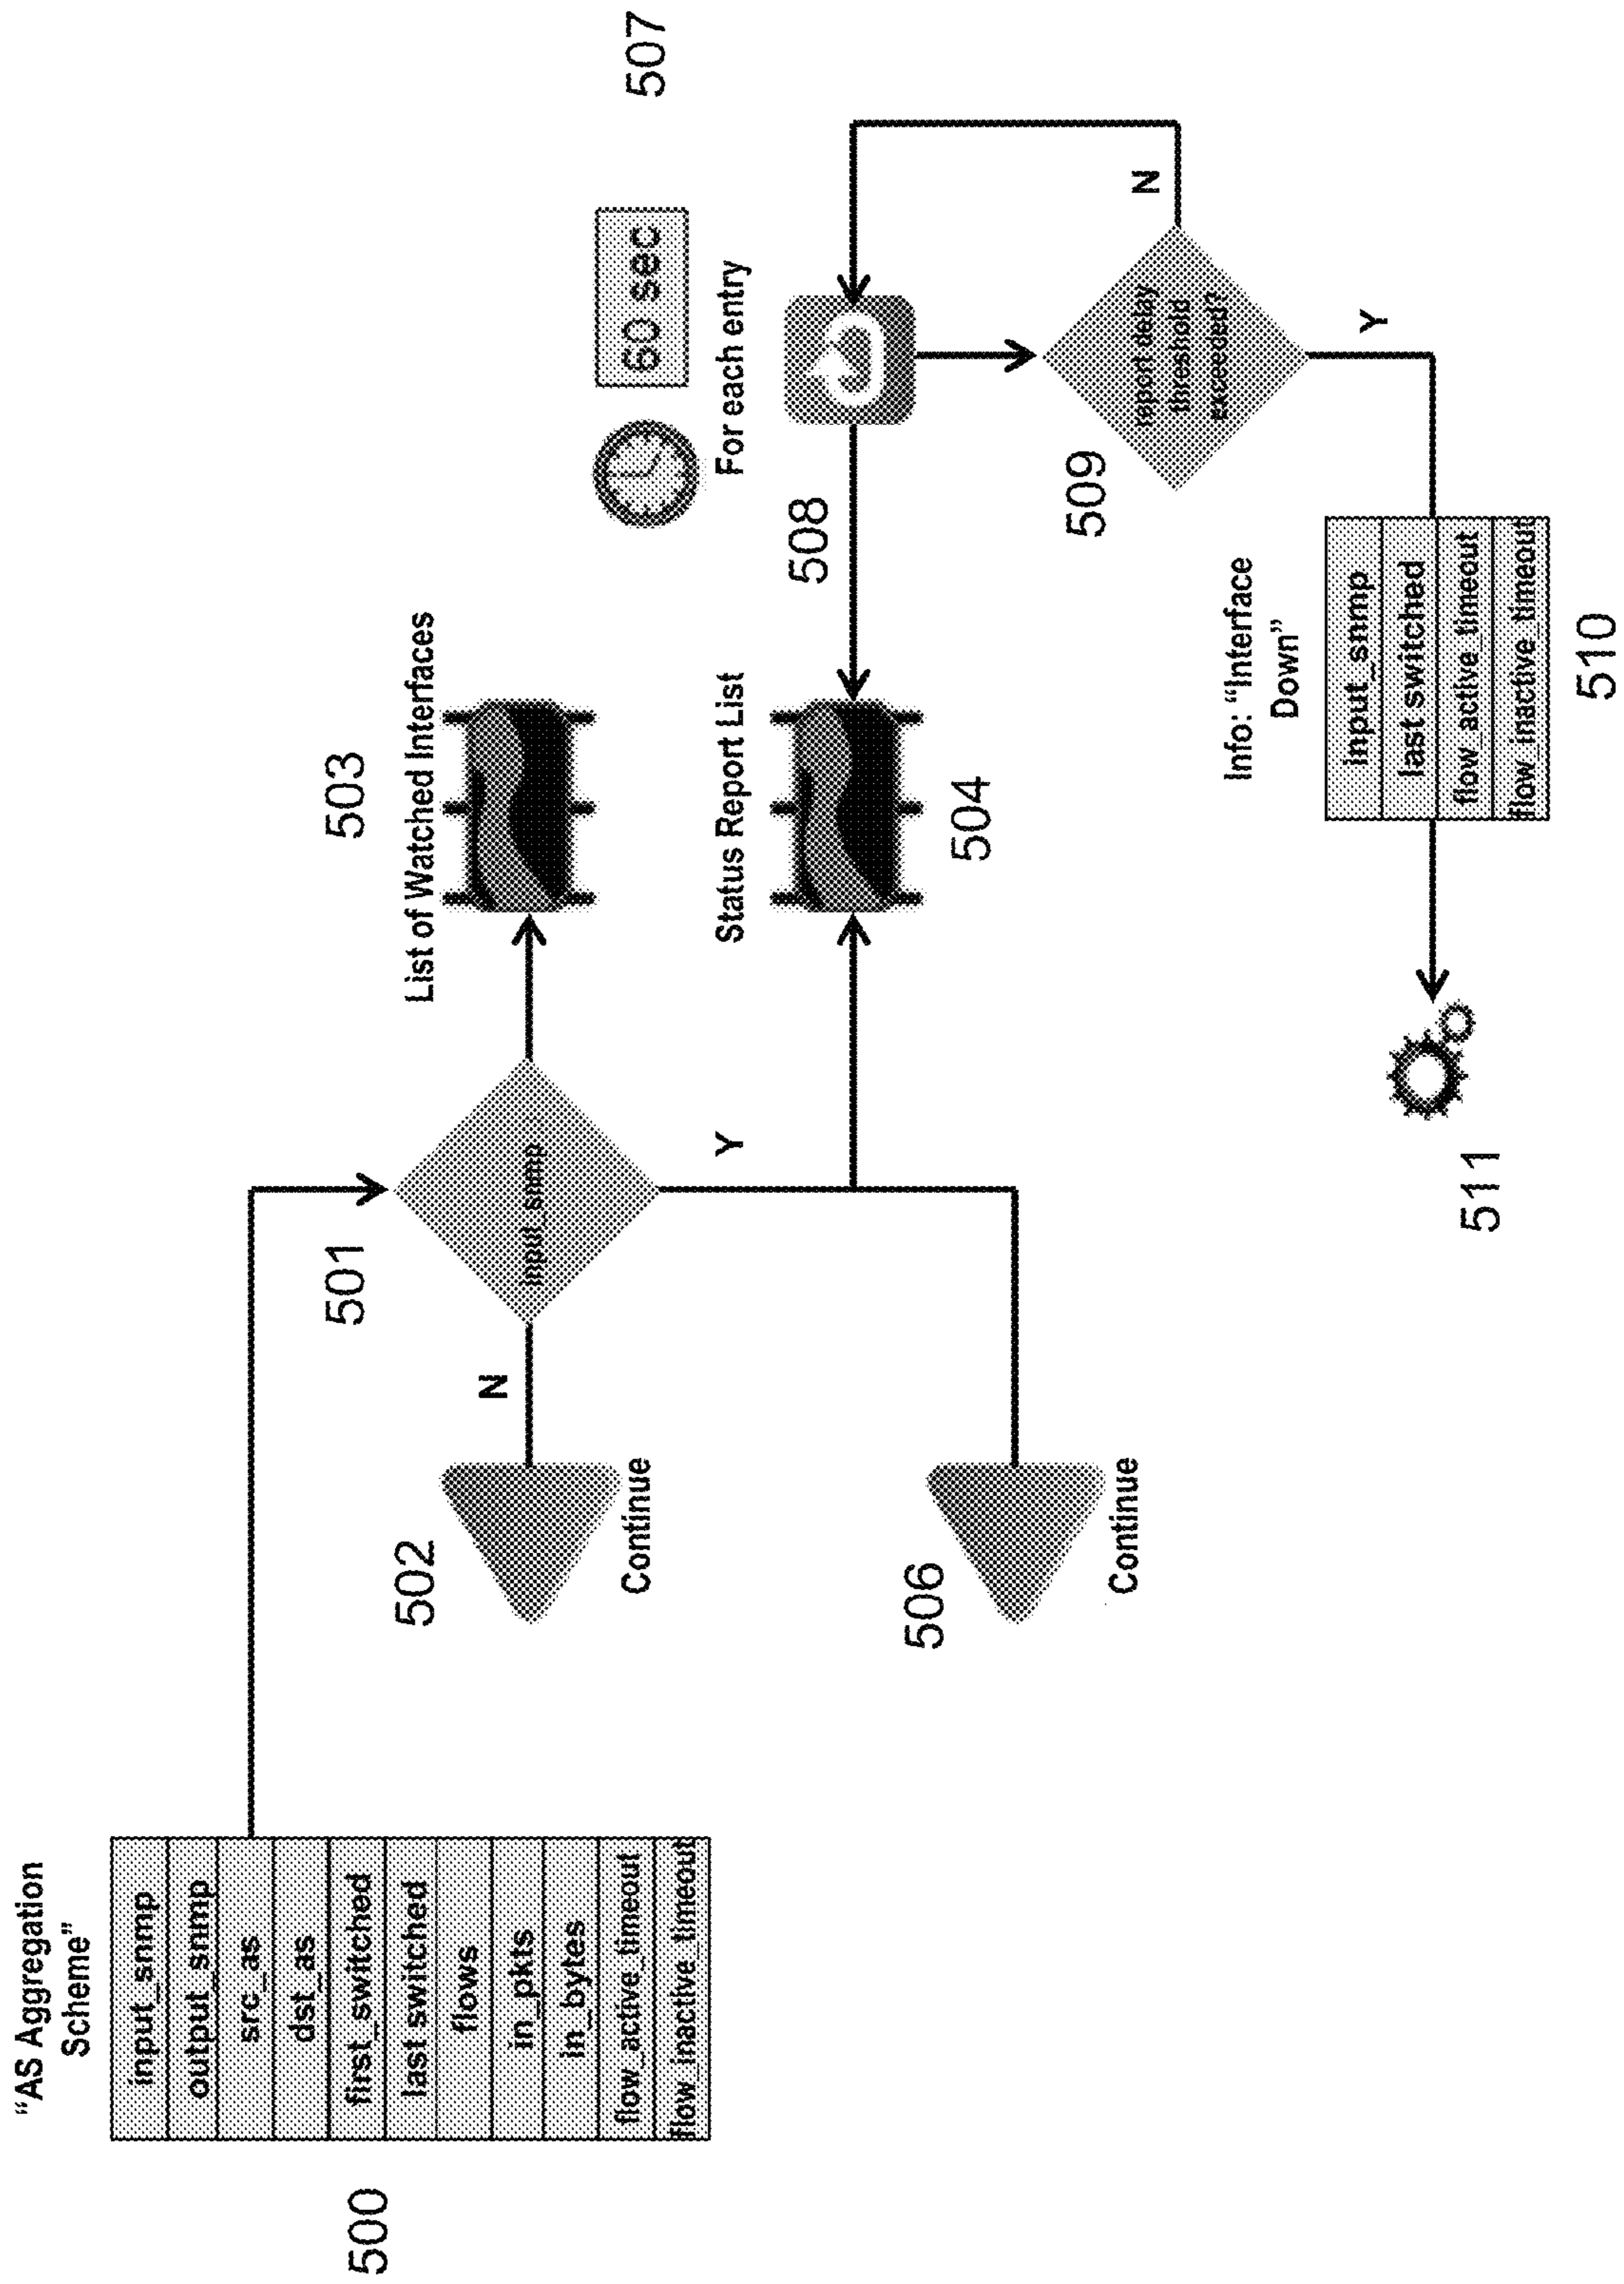 "AS Aggregation
Scheme"
500
input_snmp
output_snmp
src_as
dst_as
first_switched
last switched
flows
in_pkts
in_bytes
flow_active_timeout
flow_inactive_timeout
501
input_snmp
N
502
Continue
Y
506
Continue
503
List of Watched Interfaces
Status Report List
504
507
60 sec
For each entry
508
509
report delay
threshold
exceeded?
N
Y
Info: "Interface
Down"
input_snmp
last switched
flow_active_timeout
flow_inactive_timeout
510
511